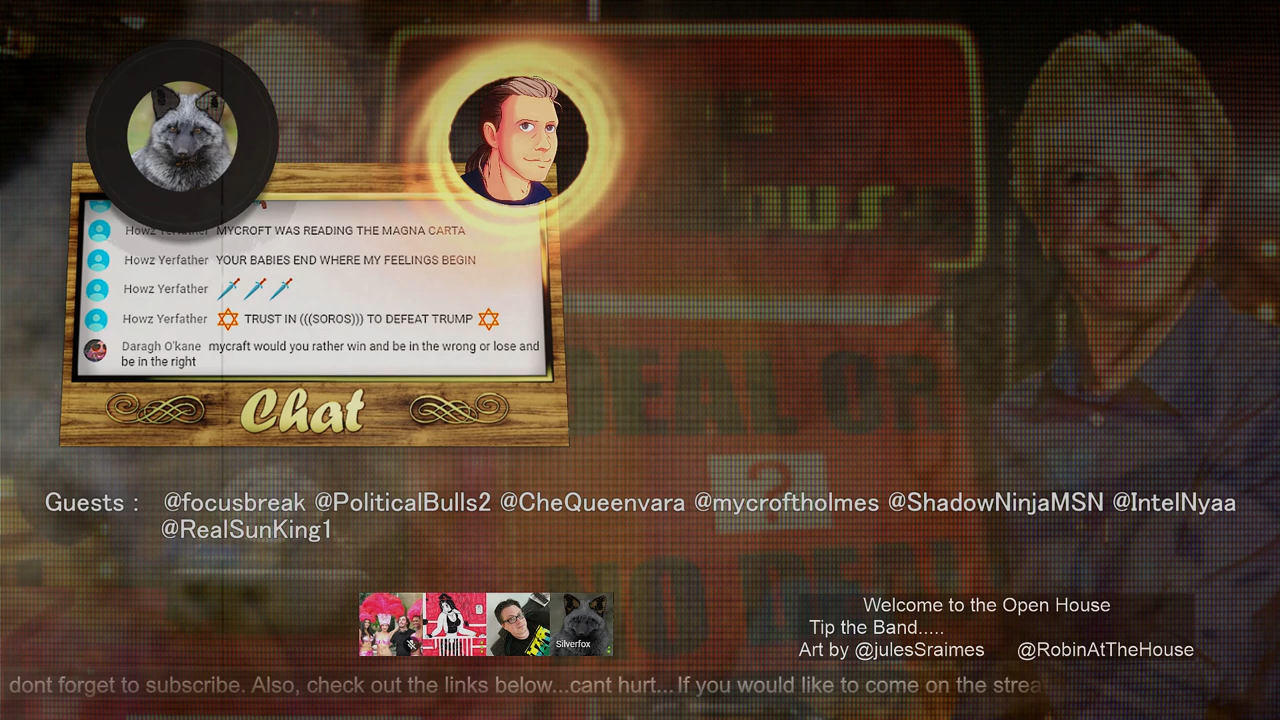 Howz Yerfather MYCROFT WAS READING THE MAGNA CARTA
Howz Yerfather YOUR BABIES END WHERE MY FEELINGS BEGIN
Howz Yerfather 🗡️🗡️🗡️
Howz Yerfather 🔯 TRUST IN (((SOROS))) TO DEFEAT TRUMP 🔯
Daragh O'kane mycraft would you rather win and be in the wrong or lose and
be in the right
Chat
DEAL OR
?
NO DEAL
Guests : @focusbreak @PoliticalBulls2 @CheQueenvara @mycroftholmes @ShadowNinjaMSN @IntelNyaa
@RealSunKing1
Silverfox
Welcome to the Open House
Tip the Band.....
Art by @julesSraimes @RobinAtTheHouse
dont forget to subscribe. Also, check out the links below...cant hurt... If you would like to come on the strea